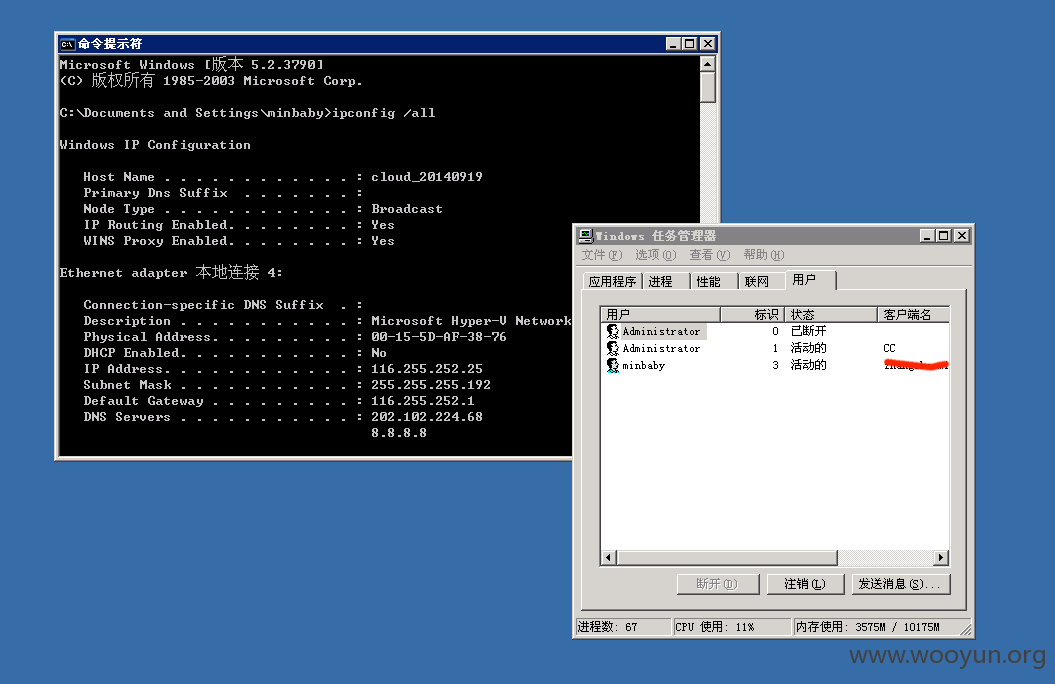 命令提示符
Microsoft Windows [版本 5.2.3790]
(C) 版权所有 1985-2003 Microsoft Corp.
C:\Documents and Settings\minbaby>ipconfig /all
Windows IP Configuration
Host Name . . . . . . . . . . . . : cloud_20140919
Primary Dns Suffix . . . . . . . :
Node Type . . . . . . . . . . . . : Broadcast
IP Routing Enabled. . . . . . . . : Yes
WINS Proxy Enabled. . . . . . . . : Yes
Ethernet adapter 本地连接 4:
Connection-specific DNS Suffix . :
Description . . . . . . . . . . . : Microsoft Hyper-V Network
Physical Address. . . . . . . . . : 00-15-5D-AF-38-76
DHCP Enabled. . . . . . . . . . . : No
IP Address. . . . . . . . . . . . : 116.255.252.25
Subnet Mask . . . . . . . . . . . : 255.255.255.192
Default Gateway . . . . . . . . . : 116.255.252.1
DNS Servers . . . . . . . . . . . : 202.102.224.68
8.8.8.8
Windows 任务管理器
文件(F) 选项(O) 查看(V) 帮助(H)
应用程序 进程 性能 联网 用户
用户 标识 状态 客户端名
Administrator 0 已断开
Administrator 1 活动的 CC
minbaby 3 活动的
断开(D) 注销(L) 发送消息(S)...
进程数: 67 CPU 使用: 11% 内存使用: 3575M / 10175M
www.wooyun.org